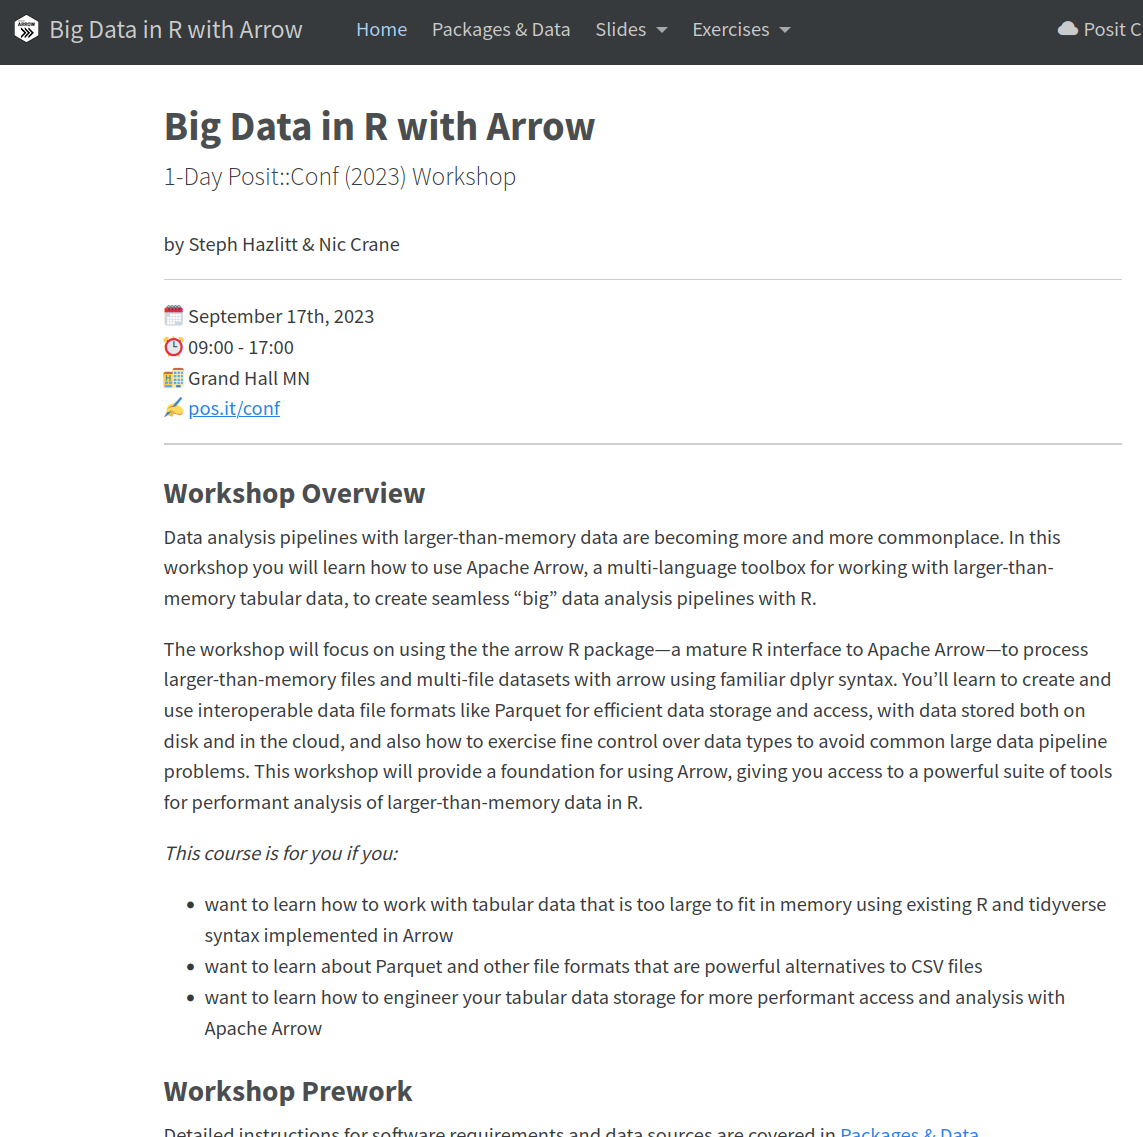 ARROW
Big Data in R with Arrow
Home
Packages & Data
Slides
Exercises
Posit C
Big Data in R with Arrow
1-Day Posit::Conf (2023) Workshop
by Steph Hazlitt & Nic Crane
September 17th, 2023
09:00 - 17:00
Grand Hall MN
pos.it/conf
Workshop Overview
Data analysis pipelines with larger-than-memory data are becoming more and more commonplace. In this
workshop you will learn how to use Apache Arrow, a multi-language toolbox for working with larger-than-
memory tabular data, to create seamless “big” data analysis pipelines with R.
The workshop will focus on using the the arrow R package—a mature R interface to Apache Arrow—to process
larger-than-memory files and multi-file datasets with arrow using familiar dplyr syntax. You’ll learn to create and
use interoperable data file formats like Parquet for efficient data storage and access, with data stored both on
disk and in the cloud, and also how to exercise fine control over data types to avoid common large data pipeline
problems. This workshop will provide a foundation for using Arrow, giving you access to a powerful suite of tools
for performant analysis of larger-than-memory data in R.
This course is for you if you:
• want to learn how to work with tabular data that is too large to fit in memory using existing R and tidyverse
syntax implemented in Arrow
• want to learn about Parquet and other file formats that are powerful alternatives to CSV files
• want to learn how to engineer your tabular data storage for more performant access and analysis with
Apache Arrow
Workshop Prework
Detailed instructions for software requirements and data sources are covered in Packages & Data